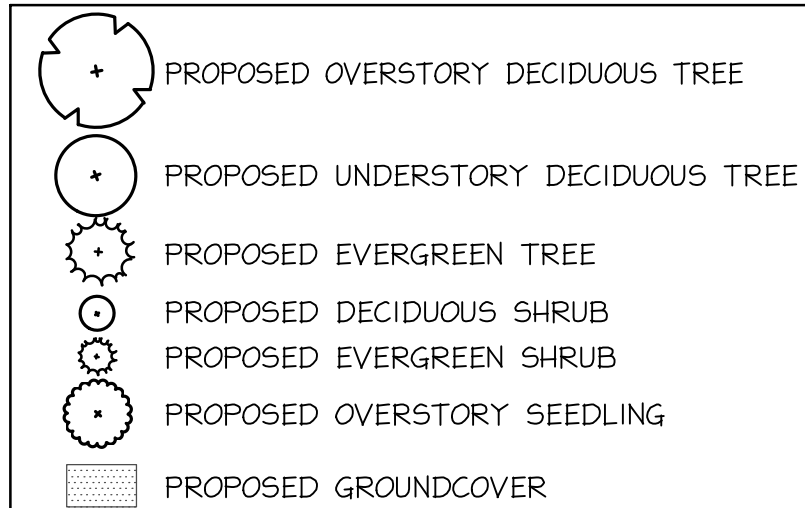 PROPOSED OVERSTORY DECIDUOUS TREE
PROPOSED UNDERSTORY DECIDUOUS TREE
PROPOSED EVERGREEN TREE
PROPOSED DECIDUOUS SHRUB
PROPOSED EVERGREEN SHRUB
PROPOSED OVERSTORY SEEDLING
PROPOSED GROUNDCOVER